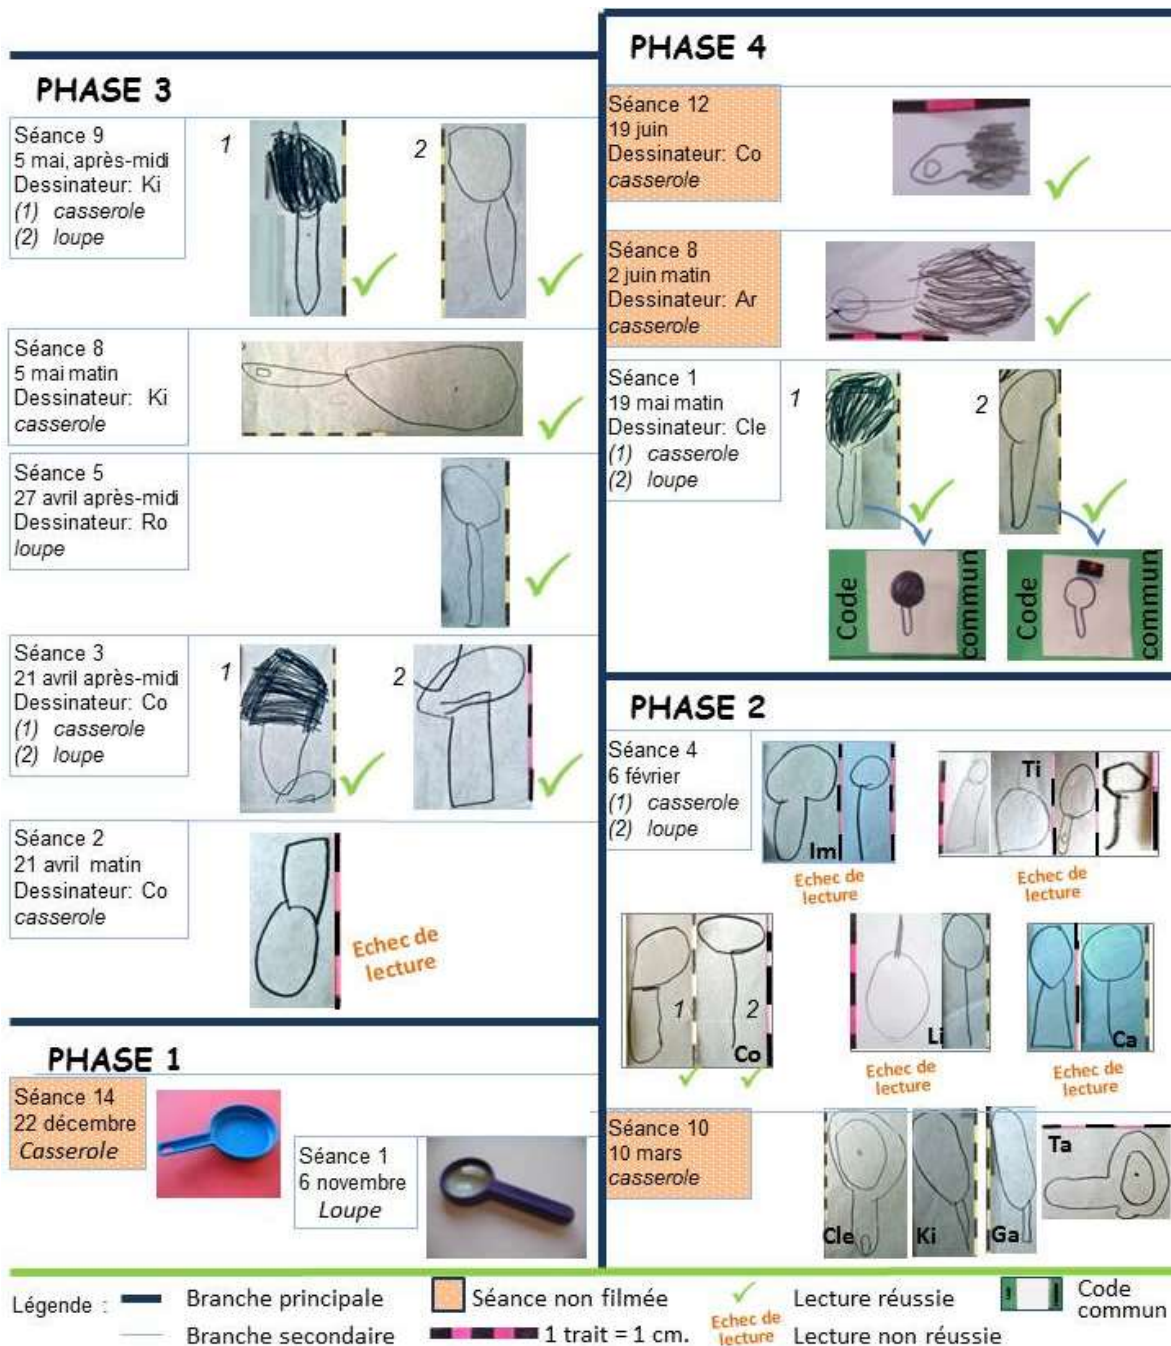 PHASE 3
Séance 9
5 mai, après-midi
Dessinateur: Ki
(1) casserole
(2) loupe
1
2
Séance 8
5 mai matin
Dessinateur: Ki
casserole
Séance 5
27 avril après-midi
Dessinateur: Ro
loupe
Séance 3
21 avril après-midi
Dessinateur: Co
(1) casserole
(2) loupe
1
2
Séance 2
21 avril matin
Dessinateur: Co
casserole
Echec de
lecture
PHASE 1
Séance 14
22 décembre
Casserole
Séance 1
6 novembre
Loupe
PHASE 4
Séance 12
19 juin
Dessinateur: Co
casserole
Séance 8
2 juin matin
Dessinateur: Ar
casserole
Séance 1
19 mai matin
Dessinateur: Cle
(1) casserole
(2) loupe
1
2
Code
commun
Code
commun
PHASE 2
Séance 4
6 février
(1) casserole
(2) loupe
Im
Echec de
lecture
Ti
Echec de
lecture
1
2
Co
Li
Echec de
lecture
Ca
Echec de
lecture
Séance 10
10 mars
casserole
Cle
Ki
Ga
Ta
Légende :
Branche principale
Séance non filmée
Lecture réussie
Code
commun
Branche secondaire
1 trait = 1 cm.
Echec de
lecture
Lecture non réussie